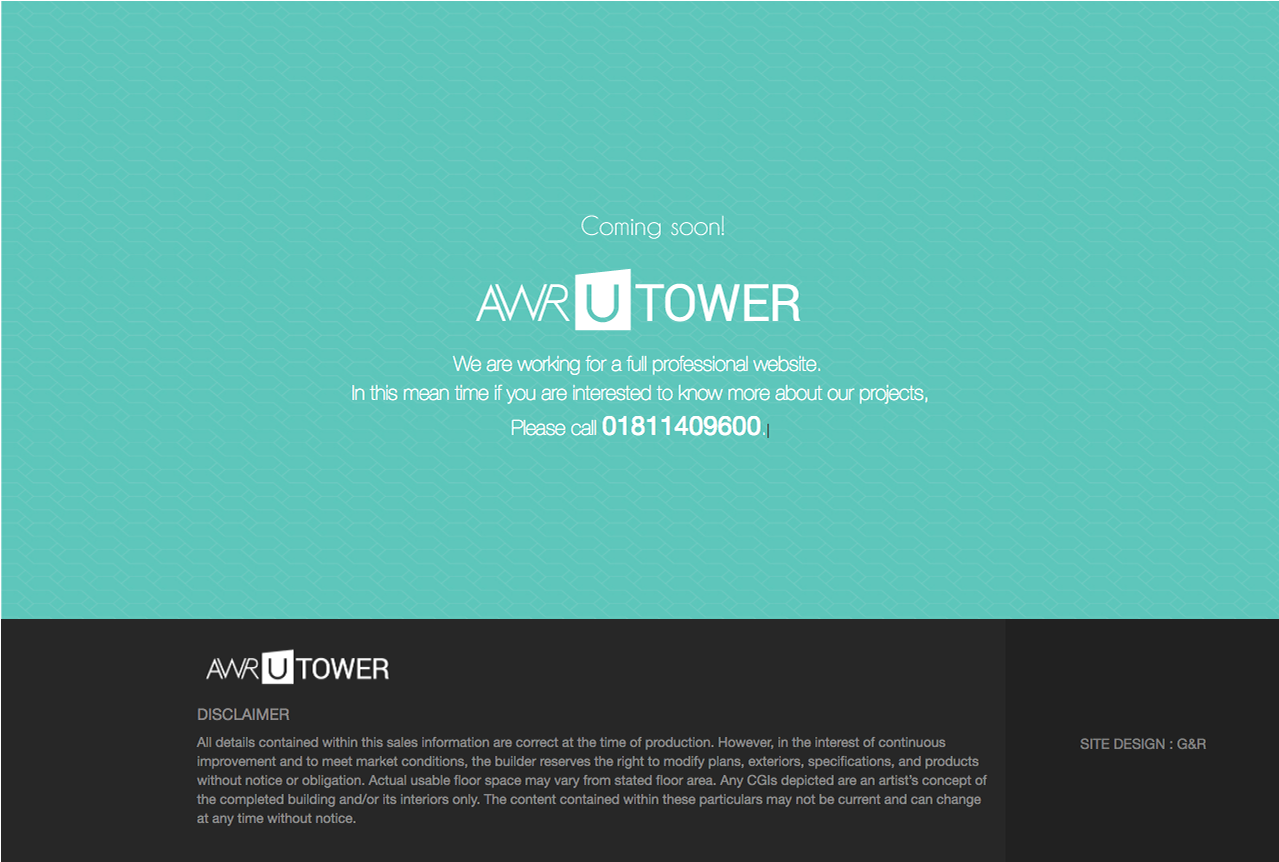 Coming soon!
AWR U TOWER
We are working for a full professional website.
In this mean time if you are interested to know more about our projects,
Please call 01811409600.
AWR U TOWER
DISCLAIMER
All details contained within this sales information are correct at the time of production. However, in the interest of continuous
improvement and to meet market conditions, the builder reserves the right to modify plans, exteriors, specifications, and products
without notice or obligation. Actual usable floor space may vary from stated floor area. Any CGIs depicted are an artist's concept of
the completed building and/or its interiors only. The content contained within these particulars may not be current and can change
at any time without notice.
SITE DESIGN : G&R